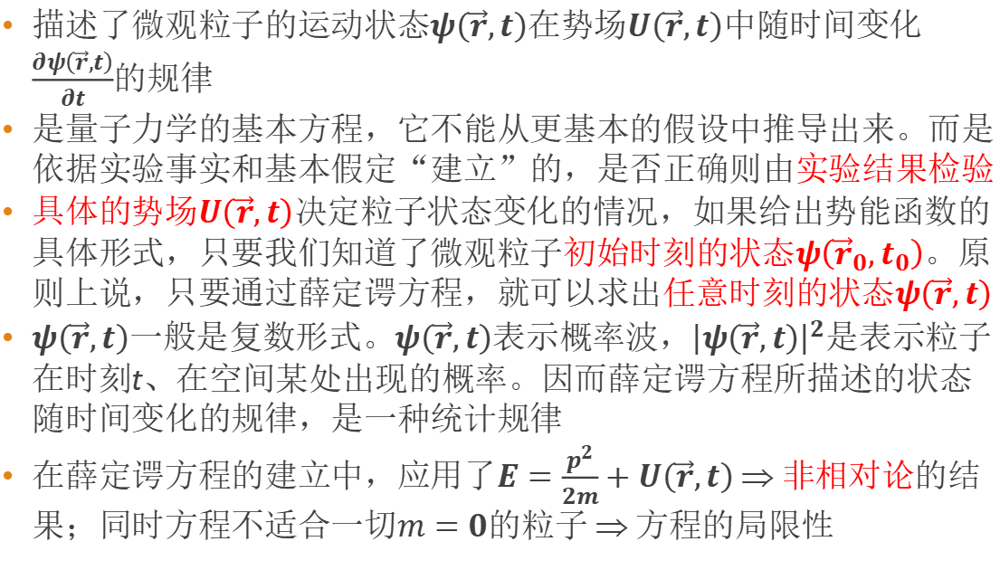 • 描述了微观粒子的运动状态𝝍(𝒓⃗, 𝒕)在势场𝑼(𝒓⃗, 𝒕)中随时间变化
∂𝝍(𝒓⃗,𝒕)/∂𝒕 的规律
• 是量子力学的基本方程，它不能从更基本的假设中推导出来。而是
依据实验事实和基本假定“建立”的，是否正确则由实验结果检验
• 具体的势场𝑼(𝒓⃗, 𝒕)决定粒子状态变化的情况，如果给出势能函数的
具体形式，只要我们知道了微观粒子初始时刻的状态𝝍(𝒓⃗₀, 𝒕₀)。原
则上说，只要通过薛定谔方程，就可以求出任意时刻的状态𝝍(𝒓⃗, 𝒕)
• 𝝍(𝒓⃗, 𝒕)一般是复数形式。𝝍(𝒓⃗, 𝒕)表示概率波，|𝝍(𝒓⃗, 𝒕)|²是表示粒子
在时刻t、在空间某处出现的概率。因而薛定谔方程所描述的状态
随时间变化的规律，是一种统计规律
• 在薛定谔方程的建立中，应用了𝑬 = 𝒑²/2𝒎 + 𝑼(𝒓⃗, 𝒕) ⇒ 非相对论的结
果；同时方程不适合一切𝑚 = 𝟎的粒子 ⇒ 方程的局限性